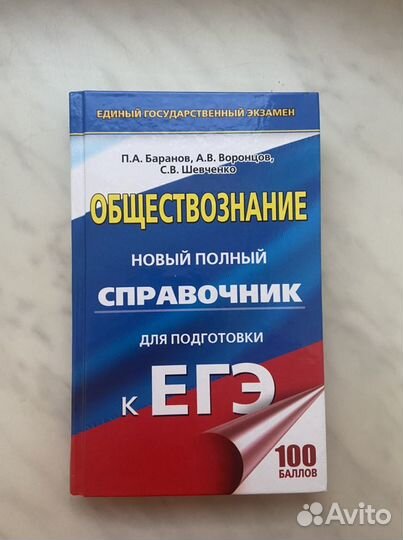 ЕДИНЫЙ ГОСУДАРСТВЕННЫЙ ЭКЗАМЕН
П.А. Баранов, А.В. Воронцов,
С.В. Шевченко
ОБЩЕСТВОЗНАНИЕ
НОВЫЙ ПОЛНЫЙ
СПРАВОЧНИК
ДЛЯ ПОДГОТОВКИ
К ЕГЭ
100
БАЛЛОВ
Avito